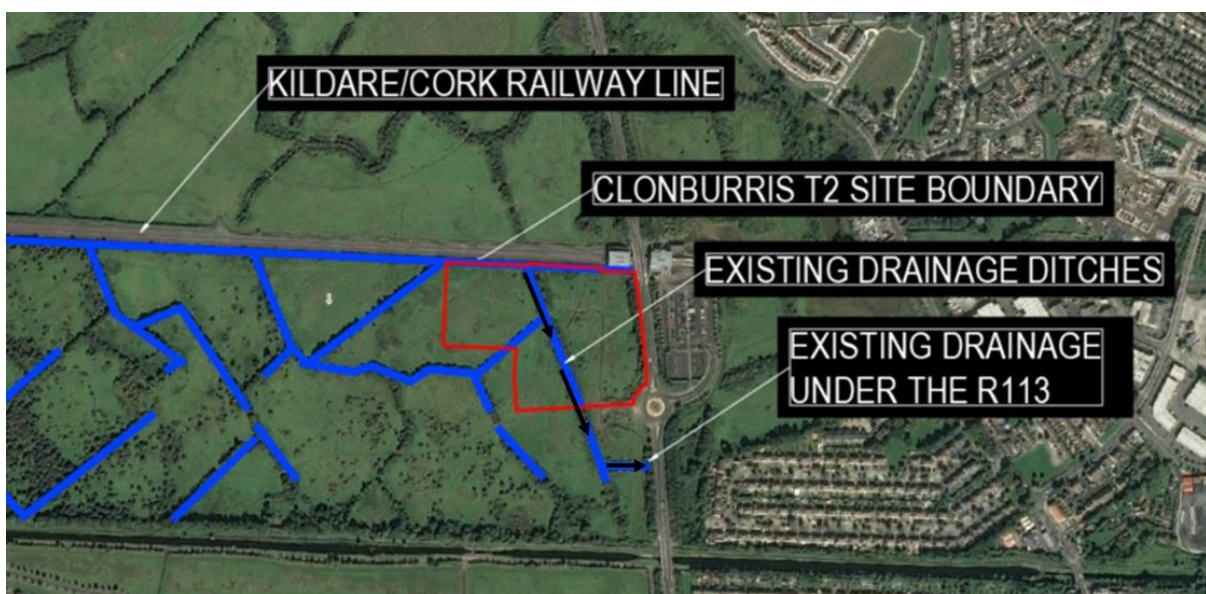 KILDARE/CORK RAILWAY LINE
CLONBURRIS T2 SITE BOUNDARY
EXISTING DRAINAGE DITCHES
EXISTING DRAINAGE
UNDER THE R113